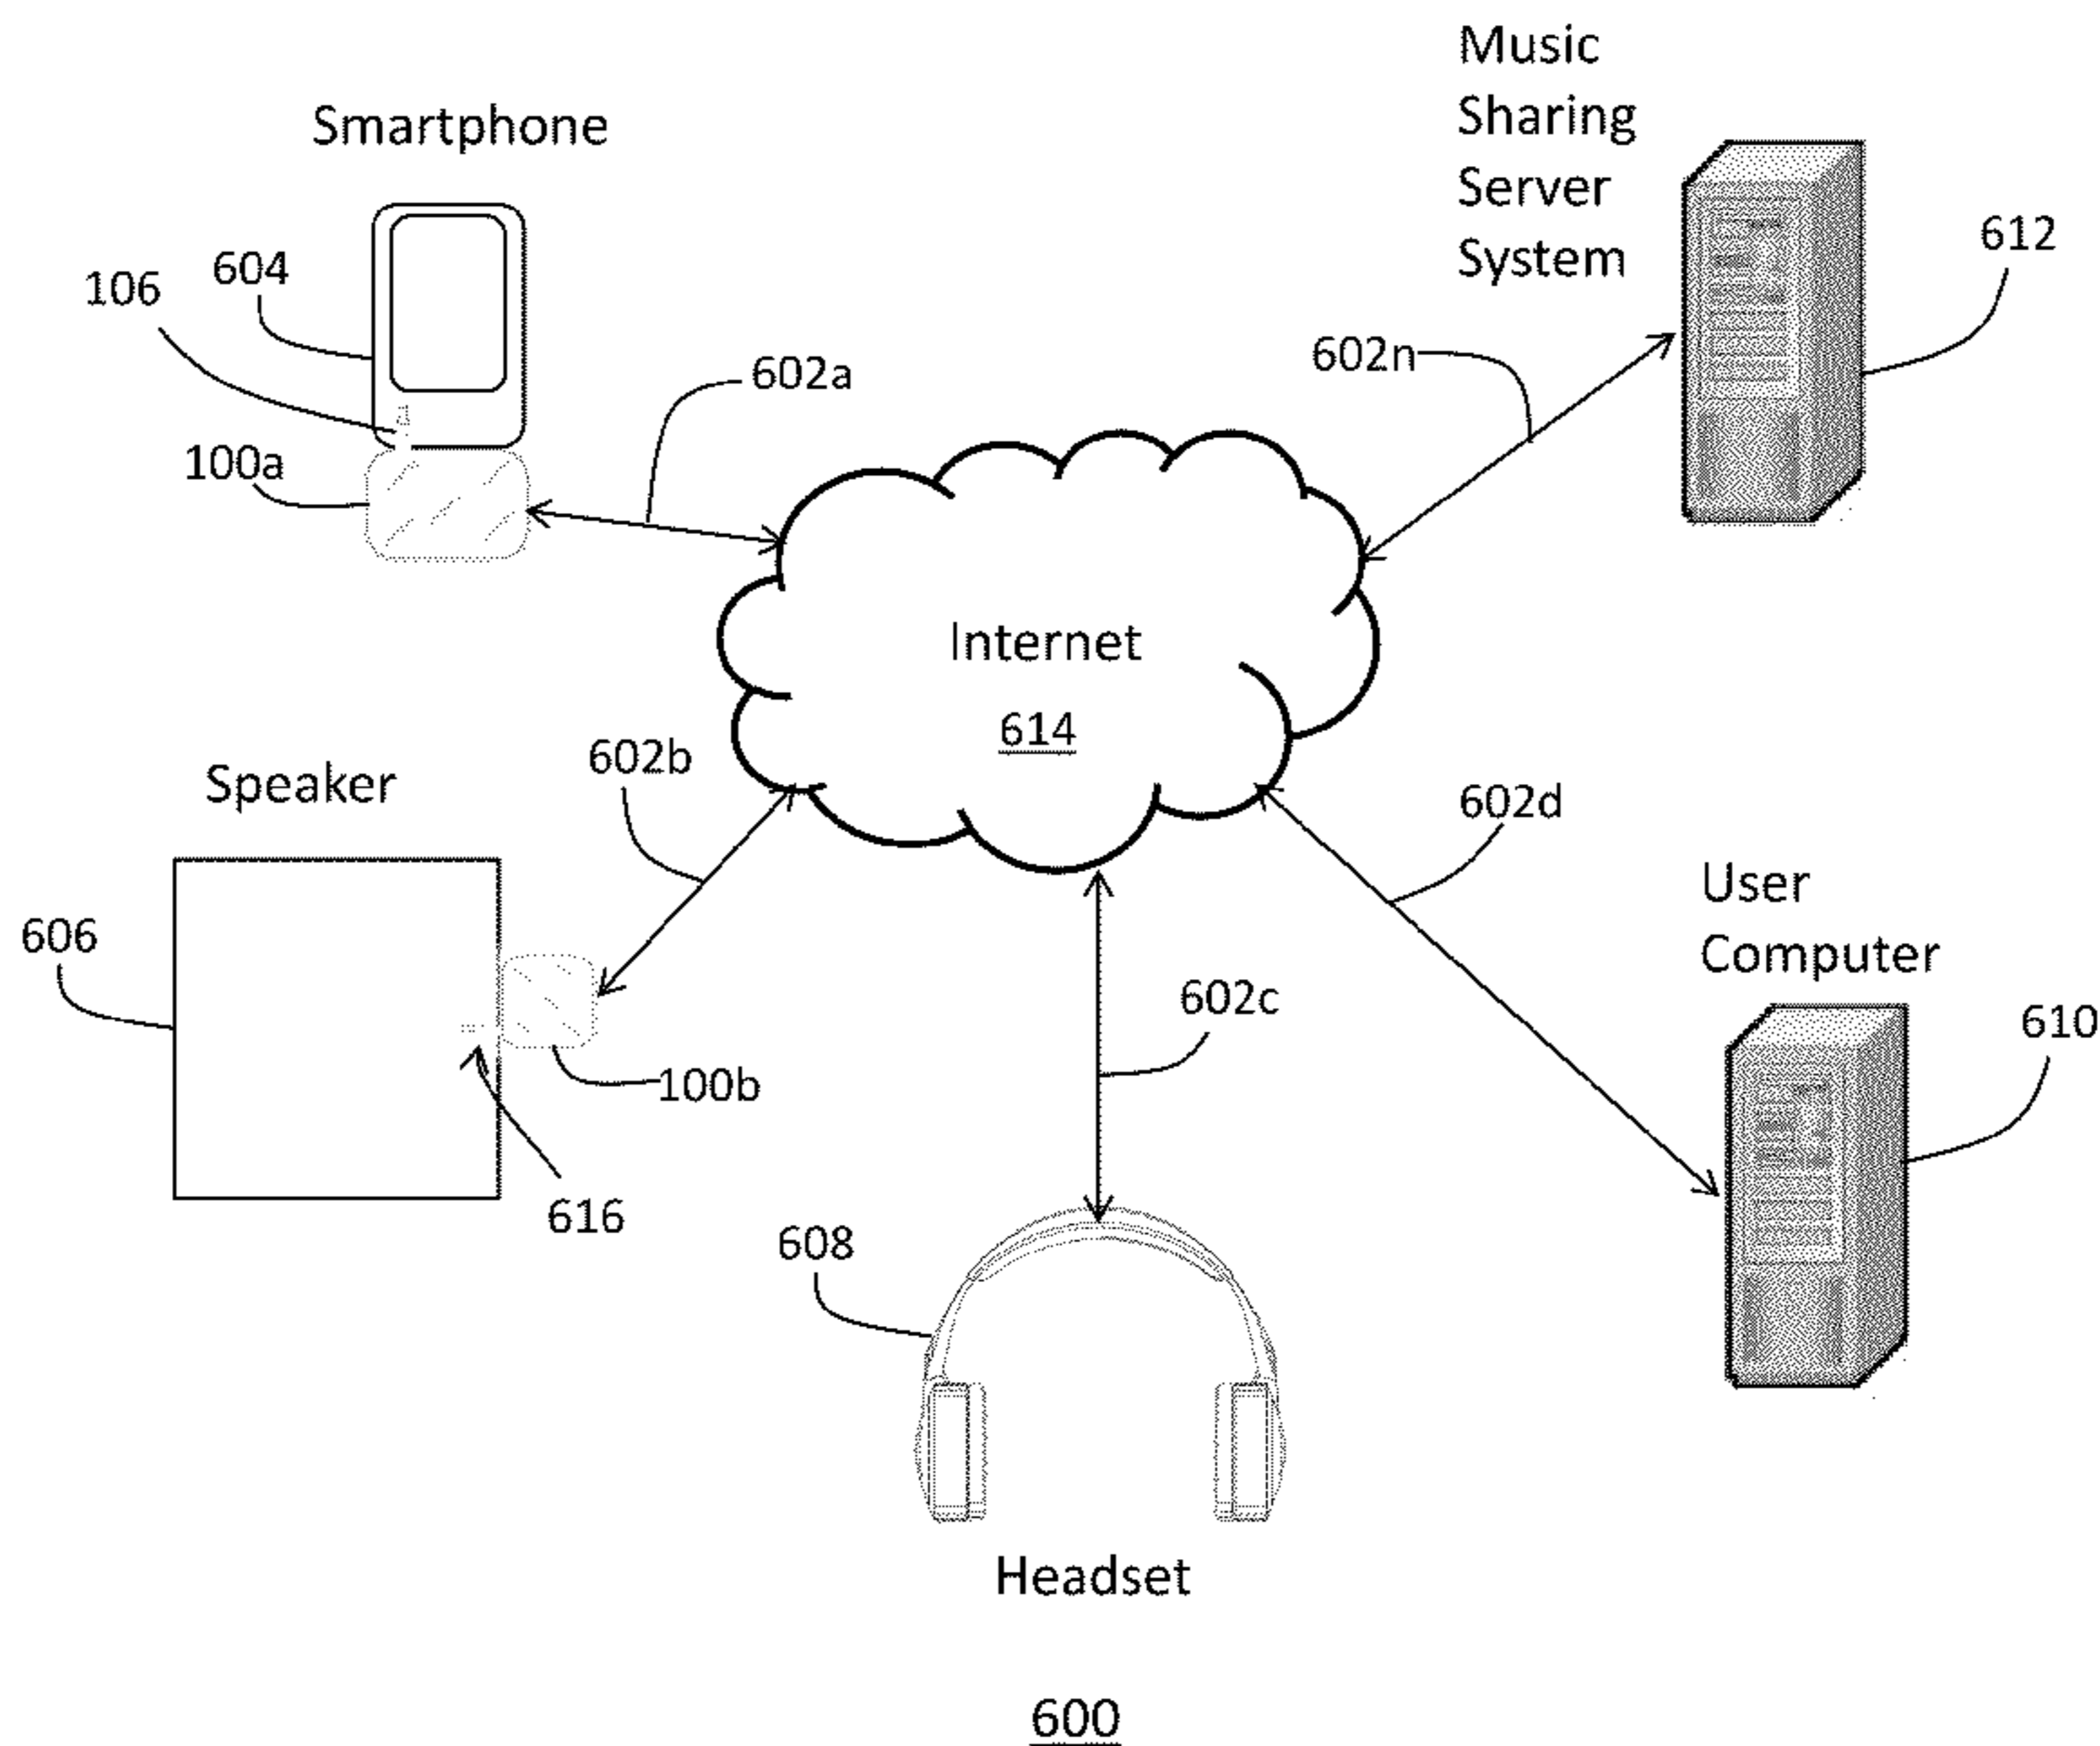 Music
Sharing
Server
System
612
Smartphone
604
106
602a
602n
100a
Internet
614
602b
Speaker
602d
User
Computer
606
602c
610
100b
616
608
Headset
600